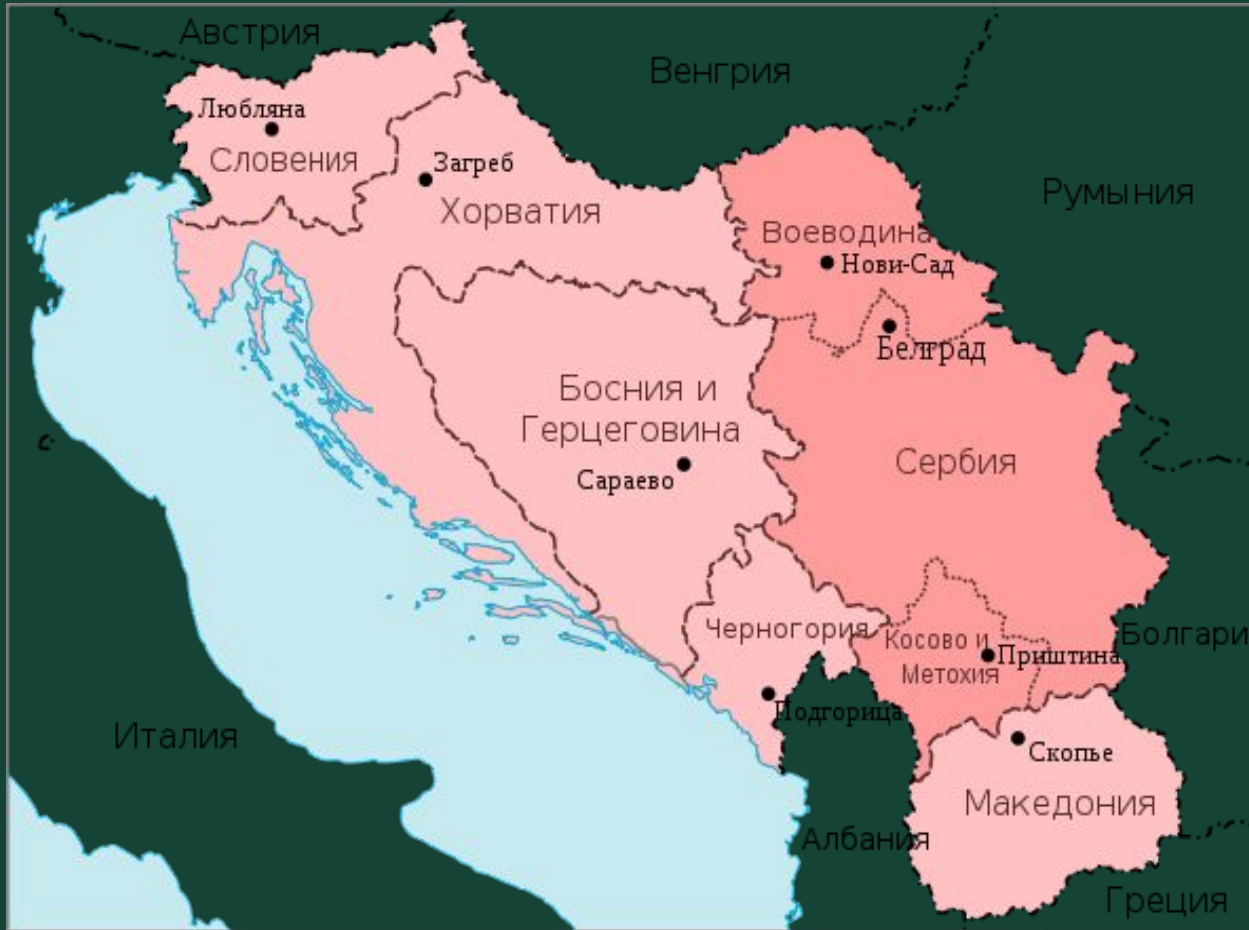 Австрия
Венгрия
Любляна
Словения
Загреб
Хорватия
Румыния
Воеводина
Нови-Сад
Белград
Босния и
Герцеговина
Сараево
Сербия
Черногория
Косово и
Метохия
Приштина
Болгари
Подгорица
Италия
Скопье
Македония
Албания
Греция